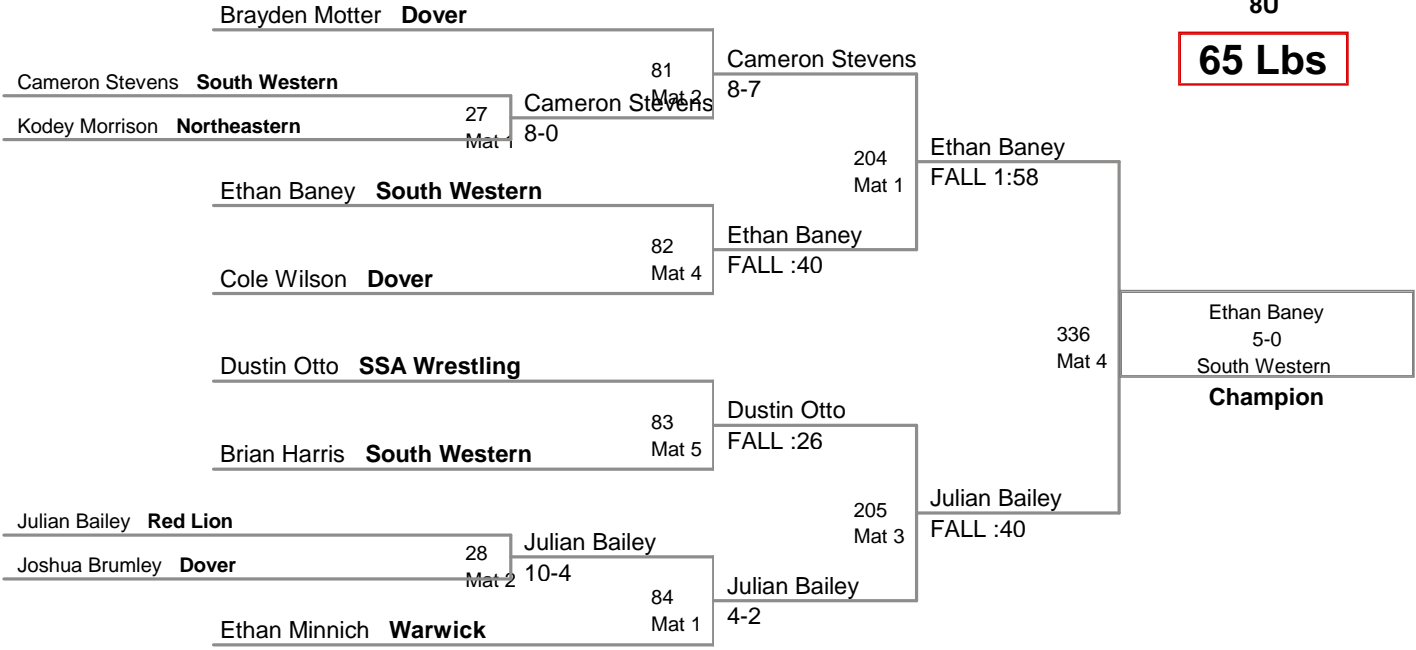 8U
65 Lbs
Brayden Motter Dover
Cameron Stevens South Western
Kodey Morrison Northeastern
27
Mat 1
Cameron Stevens
8-0
81
Mat 2
Cameron Stevens
8-7
Ethan Baney South Western
Cole Wilson Dover
82
Mat 4
Ethan Baney
FALL :40
204
Mat 1
Ethan Baney
FALL 1:58
Dustin Otto SSA Wrestling
Brian Harris South Western
83
Mat 5
Dustin Otto
FALL :26
Julian Bailey Red Lion
Joshua Brumley Dover
28
Mat 2
Julian Bailey
10-4
Ethan Minnich Warwick
84
Mat 1
Julian Bailey
4-2
205
Mat 3
Julian Bailey
FALL :40
336
Mat 4
Ethan Baney
5-0
South Western
Champion